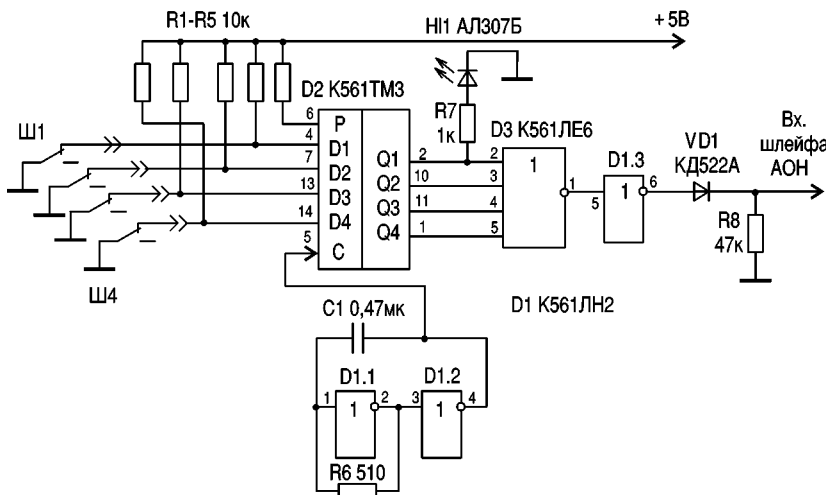 R1-R5 10к
HI1 АЛ307Б
+ 5В
D2 К561ТМ3
R7
1к
D3 К561ЛЕ6
Вх.
шлейфа
АОН
VD1
КД522А
D1.3
Ш1
6
P
4
D1
7
D2
13
D3
14
D4
5
C
Q1
2
Q2
10
Q3
11
Q4
1
2
3
4
5
1
1
5
1
6
R8
47к
Ш4
C1 0,47мк
D1 К561ЛН2
D1.1
D1.2
1
1
2
3
1
4
R6 510